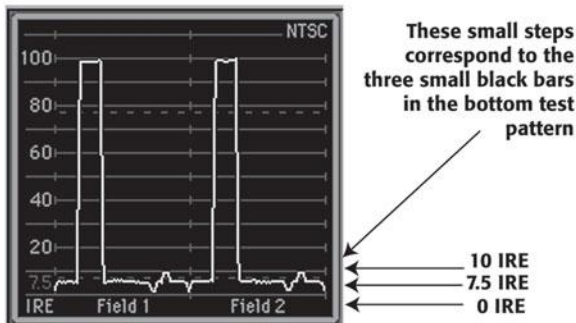 NTSC
100
80
60
40
20
7.5
IRE Field 1 Field 2
These small steps
correspond to the
three small black bars
in the bottom test
pattern
10 IRE
7.5 IRE
0 IRE